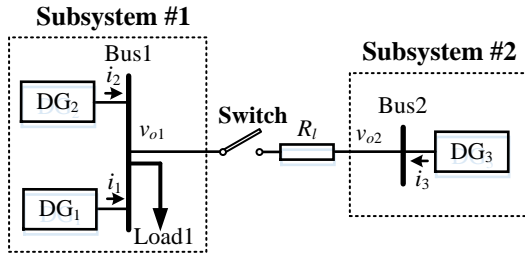 Subsystem #1
Bus1
i2
DG2
vo1
i1
DG1
Load1
Switch
Rl
Subsystem #2
Bus2
vo2
DG3
i3